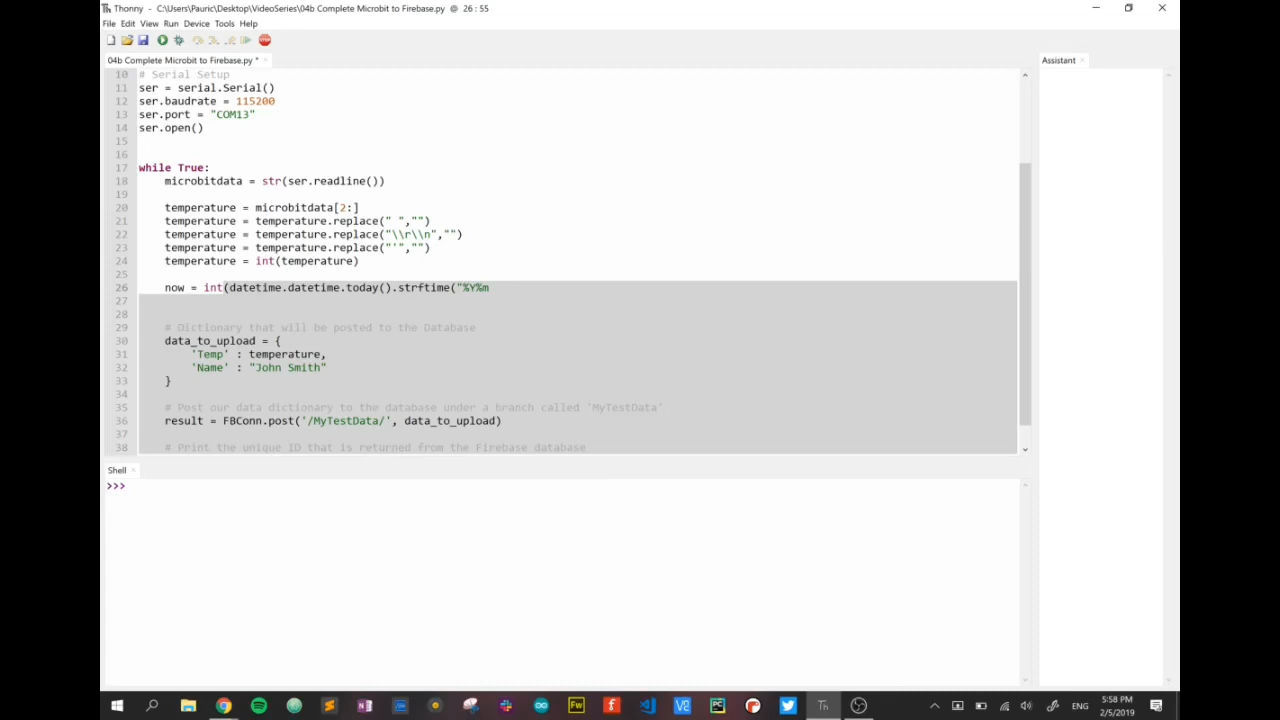 Thonny - C:\Users\Pauric\Desktop\VideoSeries\04b Complete Microbit to Firebase.py @ 26 : 55
File Edit View Run Device Tools Help
STOP
04b Complete Microbit to Firebase.py * ×
Assistant ×
10 # Serial Setup
11 ser = serial.Serial()
12 ser.baudrate = 115200
13 ser.port = "COM13"
14 ser.open()
15
16
17 while True:
18 microbitdata = str(ser.readline())
19
20 temperature = microbitdata[2:]
21 temperature = temperature.replace(" ","")
22 temperature = temperature.replace("\\r\\n","")
23 temperature = temperature.replace("'","")
24 temperature = int(temperature)
25
26 now = int(datetime.datetime.today().strftime("%Y%m
27
28
29 # Dictionary that will be posted to the Database
30 data_to_upload = {
31 'Temp' : temperature,
32 'Name' : "John Smith"
33 }
34
35 # Post our data dictionary to the database under a branch called 'MyTestData'
36 result = FBConn.post('/MyTestData/', data_to_upload)
37
38 # Print the unique ID that is returned from the Firebase database
Shell ×
>>>
Fw
PC
Th
ENG
5:58 PM
2/5/2019